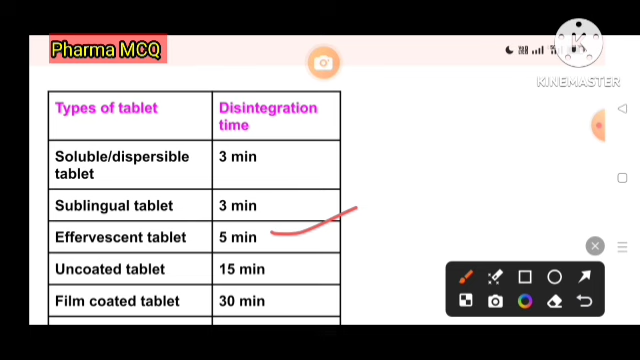 Pharma MCQ
KINEMASTER
Types of tablet
Disintegration
time
Soluble/dispersible
tablet
3 min
Sublingual tablet
3 min
Effervescent tablet
5 min
Uncoated tablet
15 min
Film coated tablet
30 min